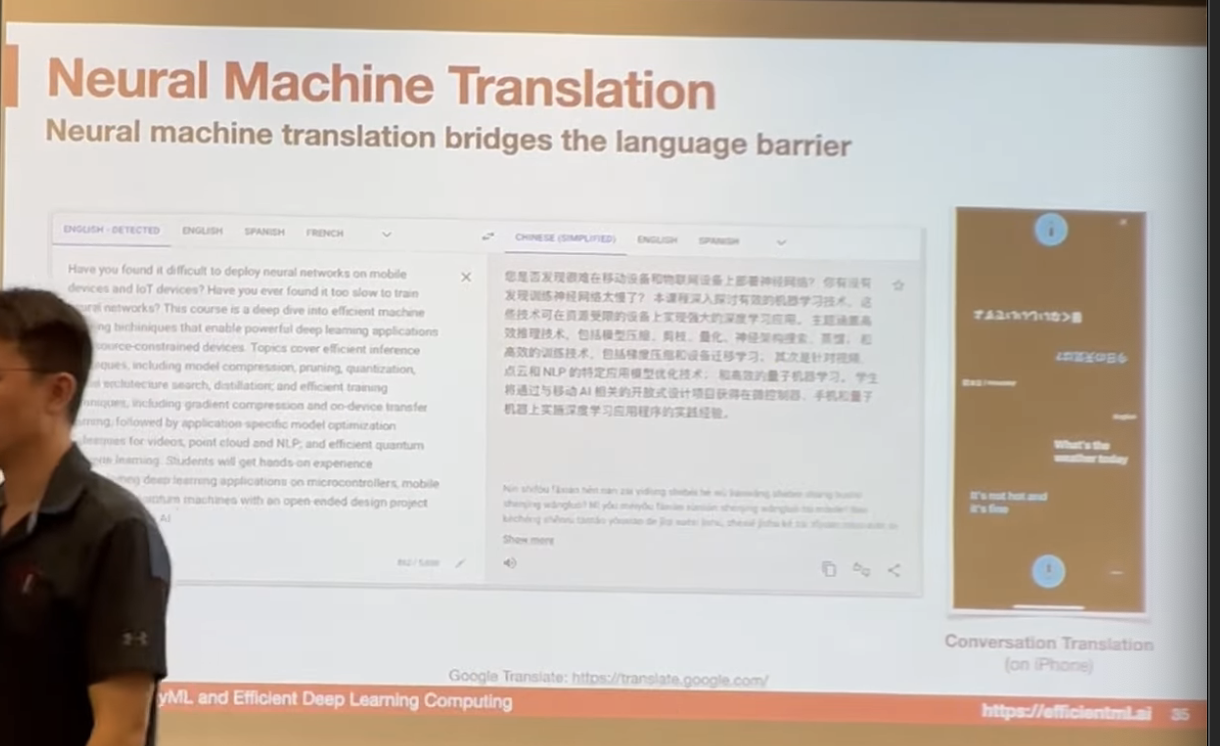 Neural Machine Translation
Neural machine translation bridges the language barrier
ENGLISH - DETECTED ENGLISH SPANISH FRENCH
CHINESE (SIMPLIFIED) ENGLISH SPANISH
Have you found it difficult to deploy neural networks on mobile
devices and IoT devices? Have you ever found it too slow to train
networks? This course is a deep dive into efficient machine
techniques that enable powerful deep learning applications
source-constrained devices. Topics cover efficient inference
including model compression, pruning, quantization,
architecture search, distillation; and efficient training
including gradient compression and on-device transfer
followed by application-specific model optimization
for videos, point cloud and NLP; and efficient quantum
learning. Students will get hands-on experience
deep learning applications on microcontrollers, mobile
machines with an open-ended design project
AI
您是否发现很难在移动设备和物联网设备上部署神经网络? 你有没有
发现训练神经网络太慢了? 本课程深入探讨有效的机器学习技术, 这
些技术可在资源受限的设备上实现强大的深度学习应用。主题涵盖高
效推理技术, 包括模型压缩, 剪枝, 量化, 神经架构搜索, 蒸馏; 和
高效的训练技术, 包括梯度压缩和设备迁移学习; 其次是针对视频,
点云和 NLP 的特定应用模型优化技术; 和高效的量子机器学习。学生
将通过与移动 AI 相关的开放式设计项目获得在微控制器、手机和量子
机器上实施深度学习应用程序的实践经验。
Show more
What's the
weather today
It's not hot and
it's fine
Conversation Translation
(on iPhone)
Google Translate: https://translate.google.com/
yML and Efficient Deep Learning Computing
https://efficientml.ai 35